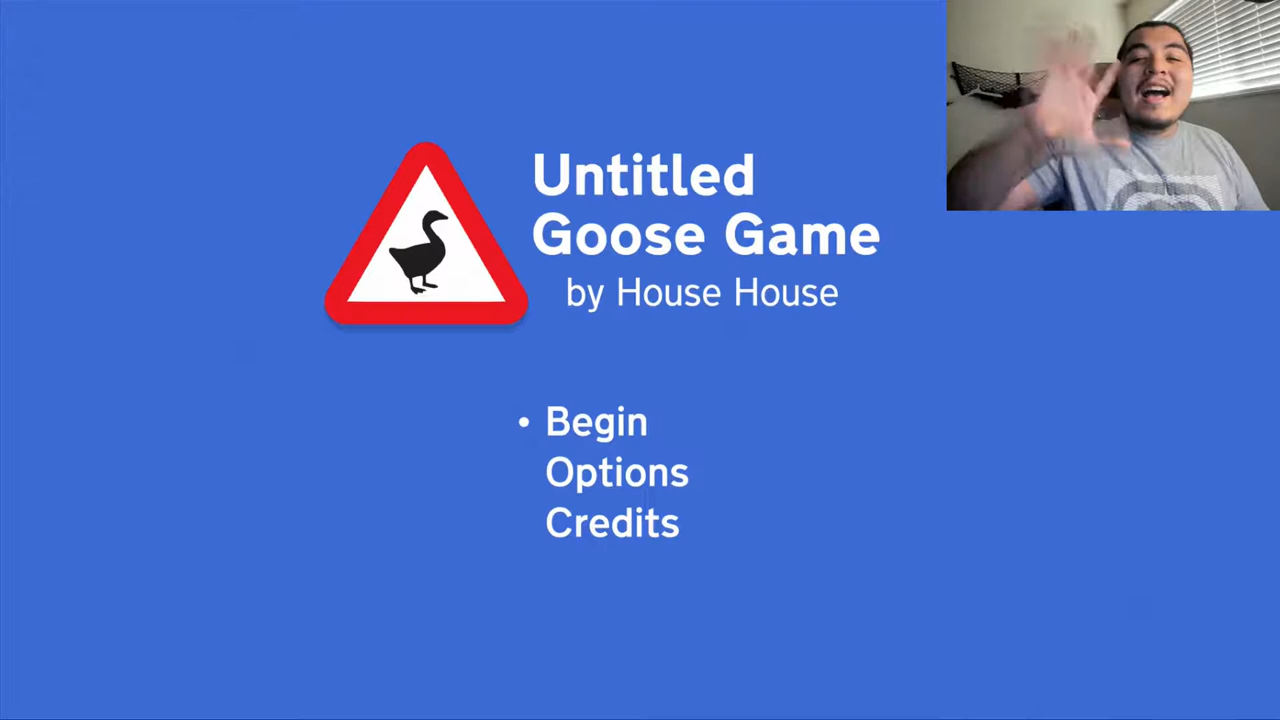 Untitled
Goose Game
by House House
• Begin
Options
Credits